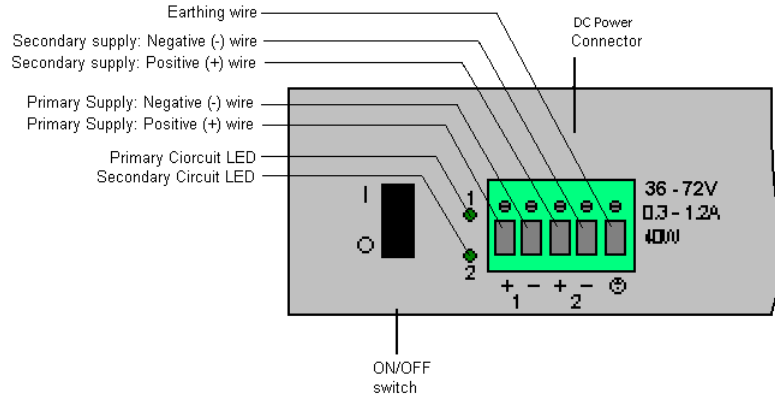 Earthing wire
Secondary supply: Negative (-) wire
Secondary supply: Positive (+) wire
Primary Supply: Negative (-) wire
Primary Supply: Positive (+) wire
Primary Ciorcuit LED
Secondary Circuit LED
DC Power
Connector
36 - 72V
0.3 - 1.2A
40W
I
O
1
2
+ - + -
1 2
ON/OFF
switch